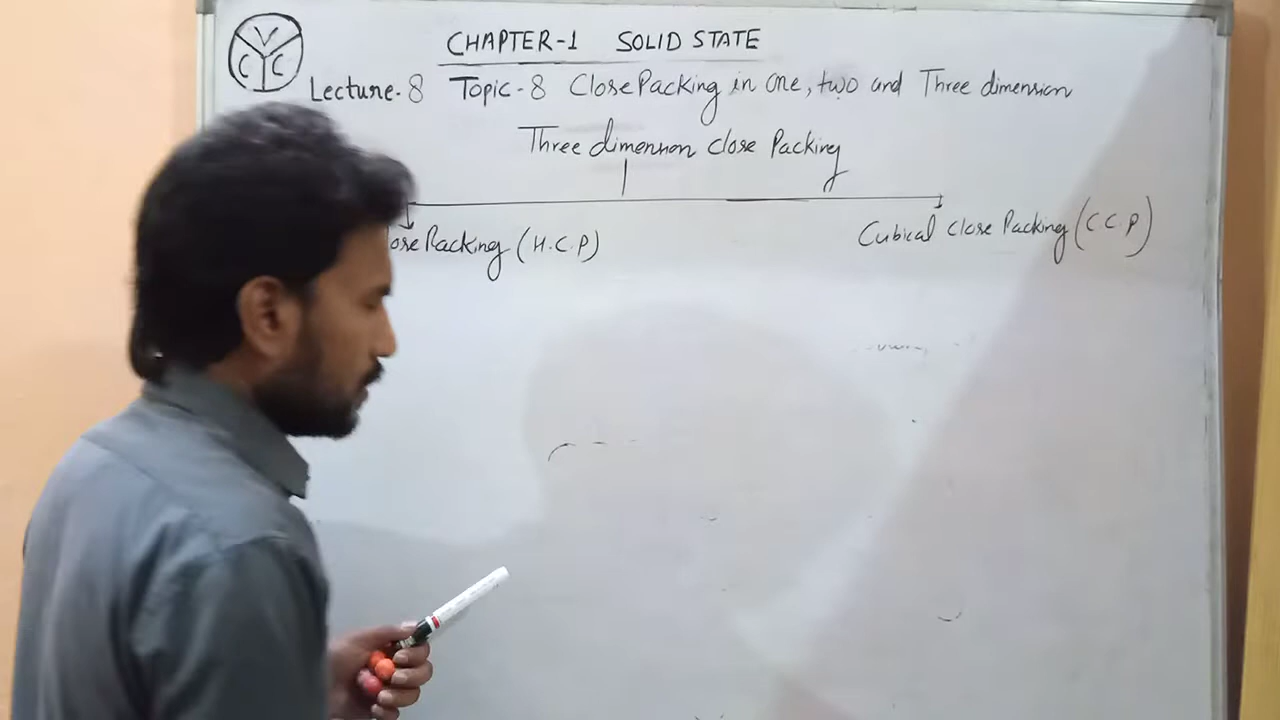 C Y C
CHAPTER-1 SOLID STATE
Lecture-8 Topic-8 Close Packing in One, two and Three dimension
Three dimension close Packing
ose Packing (H.C.P)
Cubical close Packing (C.C.P)